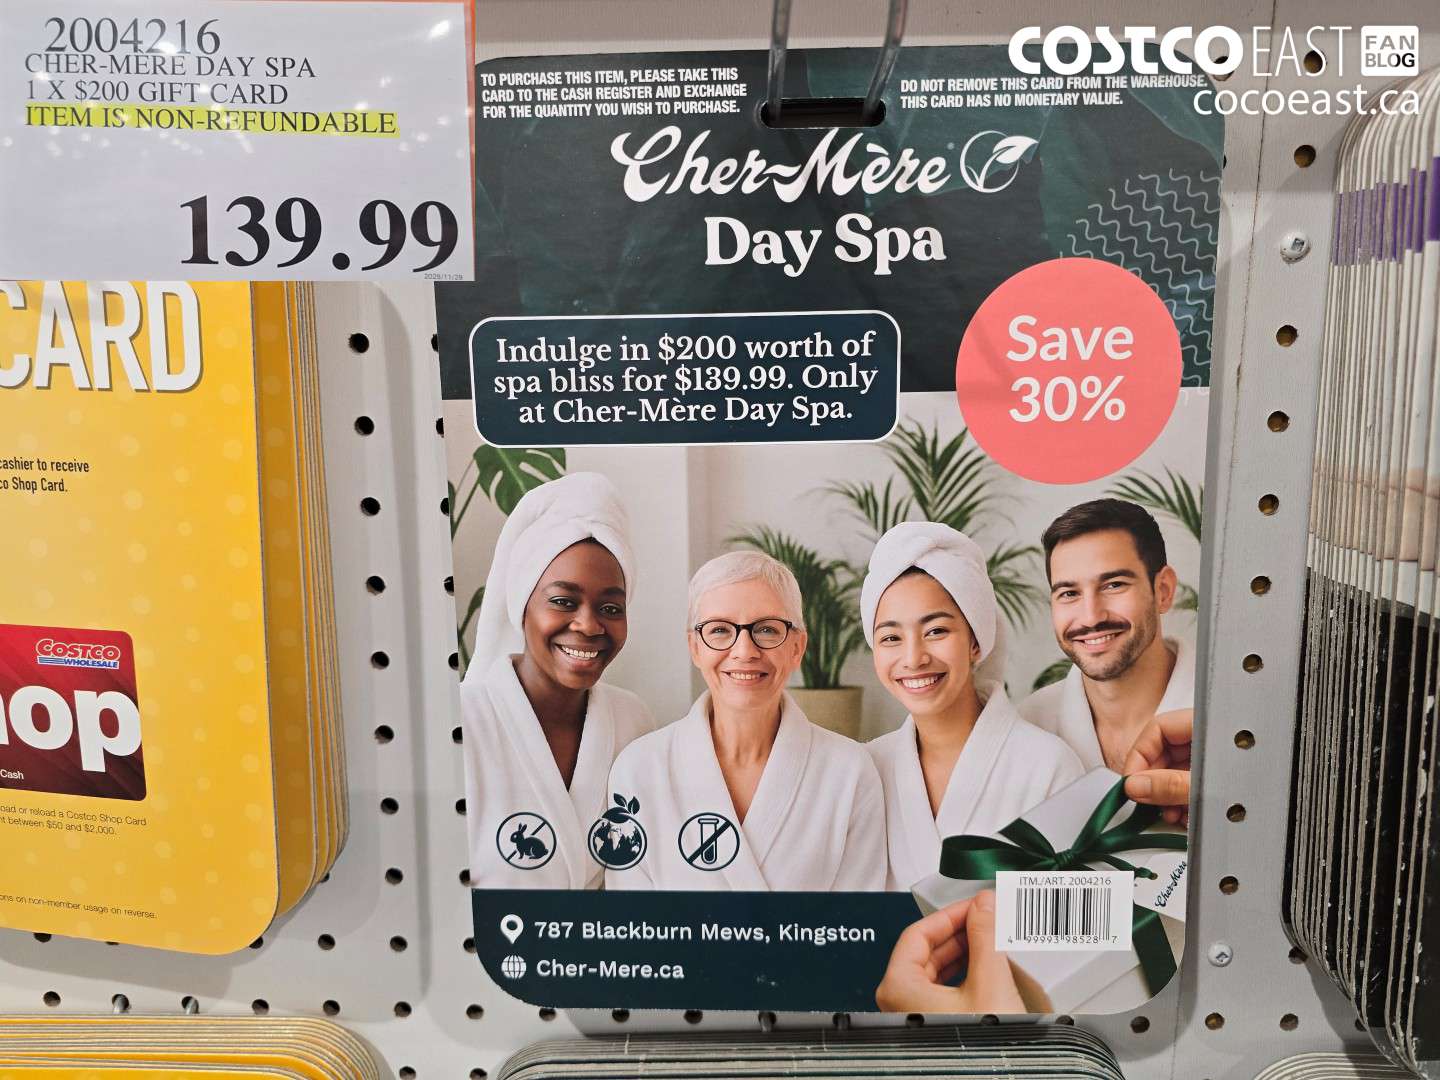 2004216
CHER-MERE DAY SPA
1 X $200 GIFT CARD
ITEM IS NON-REFUNDABLE
139.99
2025/11/29
COSTCO EAST FAN BLOG
cocoeast.ca
TO PURCHASE THIS ITEM, PLEASE TAKE THIS
CARD TO THE CASH REGISTER AND EXCHANGE
FOR THE QUANTITY YOU WISH TO PURCHASE.
DO NOT REMOVE THIS CARD FROM THE WAREHOUSE.
THIS CARD HAS NO MONETARY VALUE.
Cher-Mère
Day Spa
Indulge in $200 worth of
spa bliss for $139.99. Only
at Cher-Mère Day Spa.
Save
30%
787 Blackburn Mews, Kingston
Cher-Mere.ca
ITM./ART. 2004216
4 99993 98528 7
Cher-Mère
CARD
cashier to receive
co Shop Card.
COSTCO
WHOLESALE
hop
Cash
oad or reload a Costco Shop Card
nt between $50 and $2,000.
ons on non-member usage on reverse.